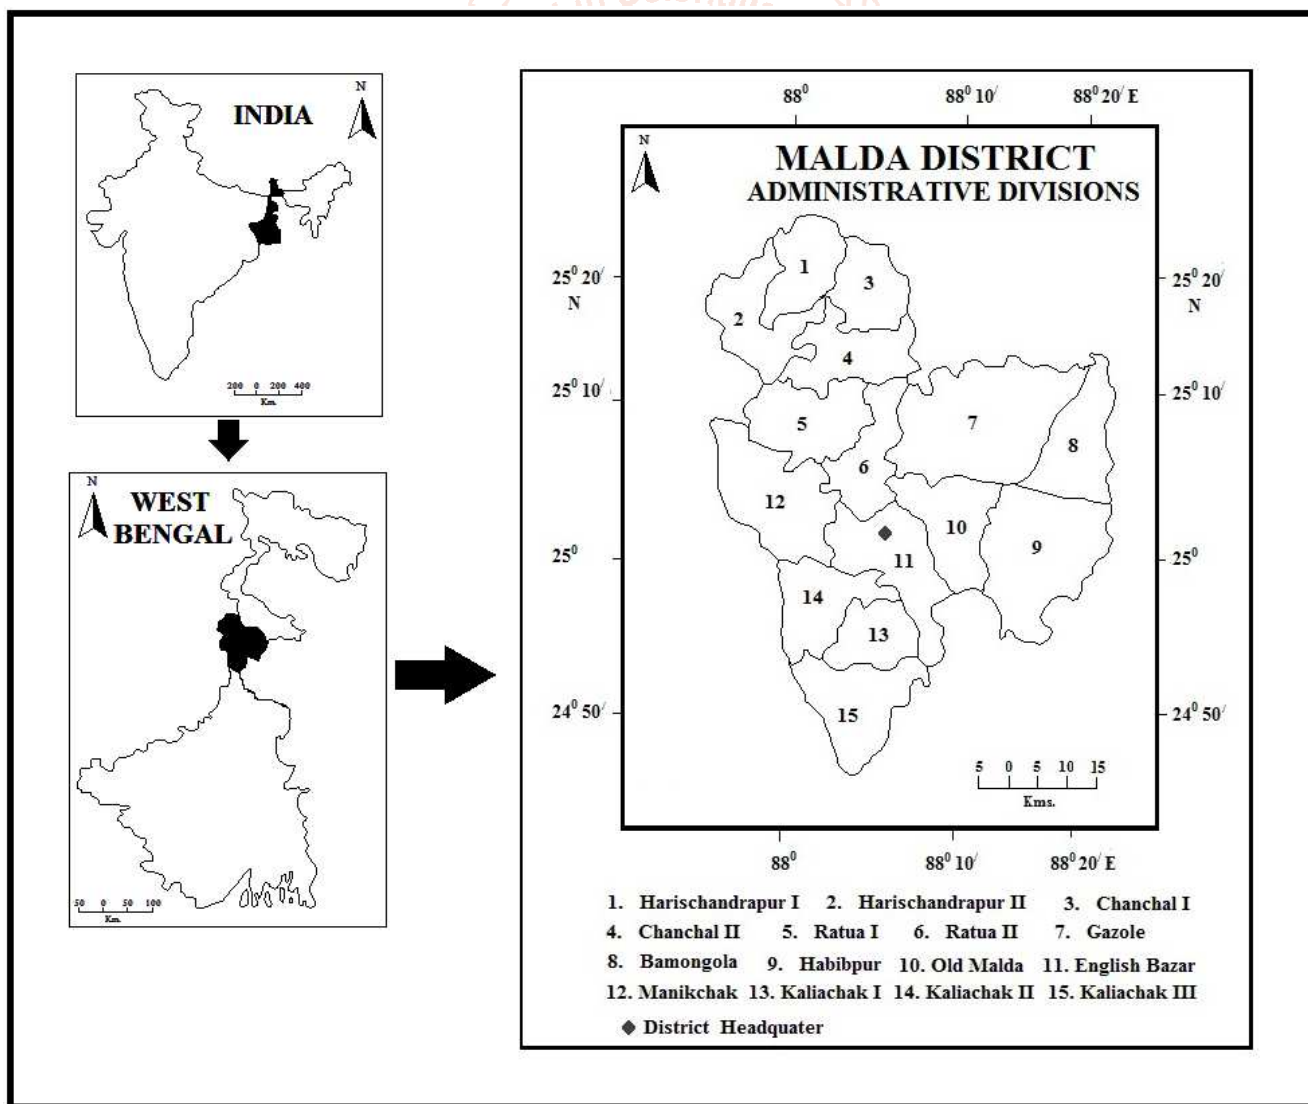 N
INDIA
200 0 200 400
Km.
N
WEST
BENGAL
50 0 50 100
Km.
88⁰ 88⁰ 10/ 88⁰ 20/ E
N
MALDA DISTRICT
ADMINISTRATIVE DIVISIONS
25⁰ 20/
N
25⁰ 20/
N
25⁰ 10/
25⁰ 10/
25⁰
25⁰
24⁰ 50/
24⁰ 50/
1
3
2
4
5
7
6
8
12
10
11
9
14
13
15
5 0 5 10 15
Kms.
88⁰ 88⁰ 10/ 88⁰ 20/ E
1. Harischandrapur I 2. Harischandrapur II 3. Chanchal I
4. Chanchal II 5. Ratua I 6. Ratua II 7. Gazole
8. Bamongola 9. Habibpur 10. Old Malda 11. English Bazar
12. Manikchak 13. Kaliachak I 14. Kaliachak II 15. Kaliachak III
District Headquater